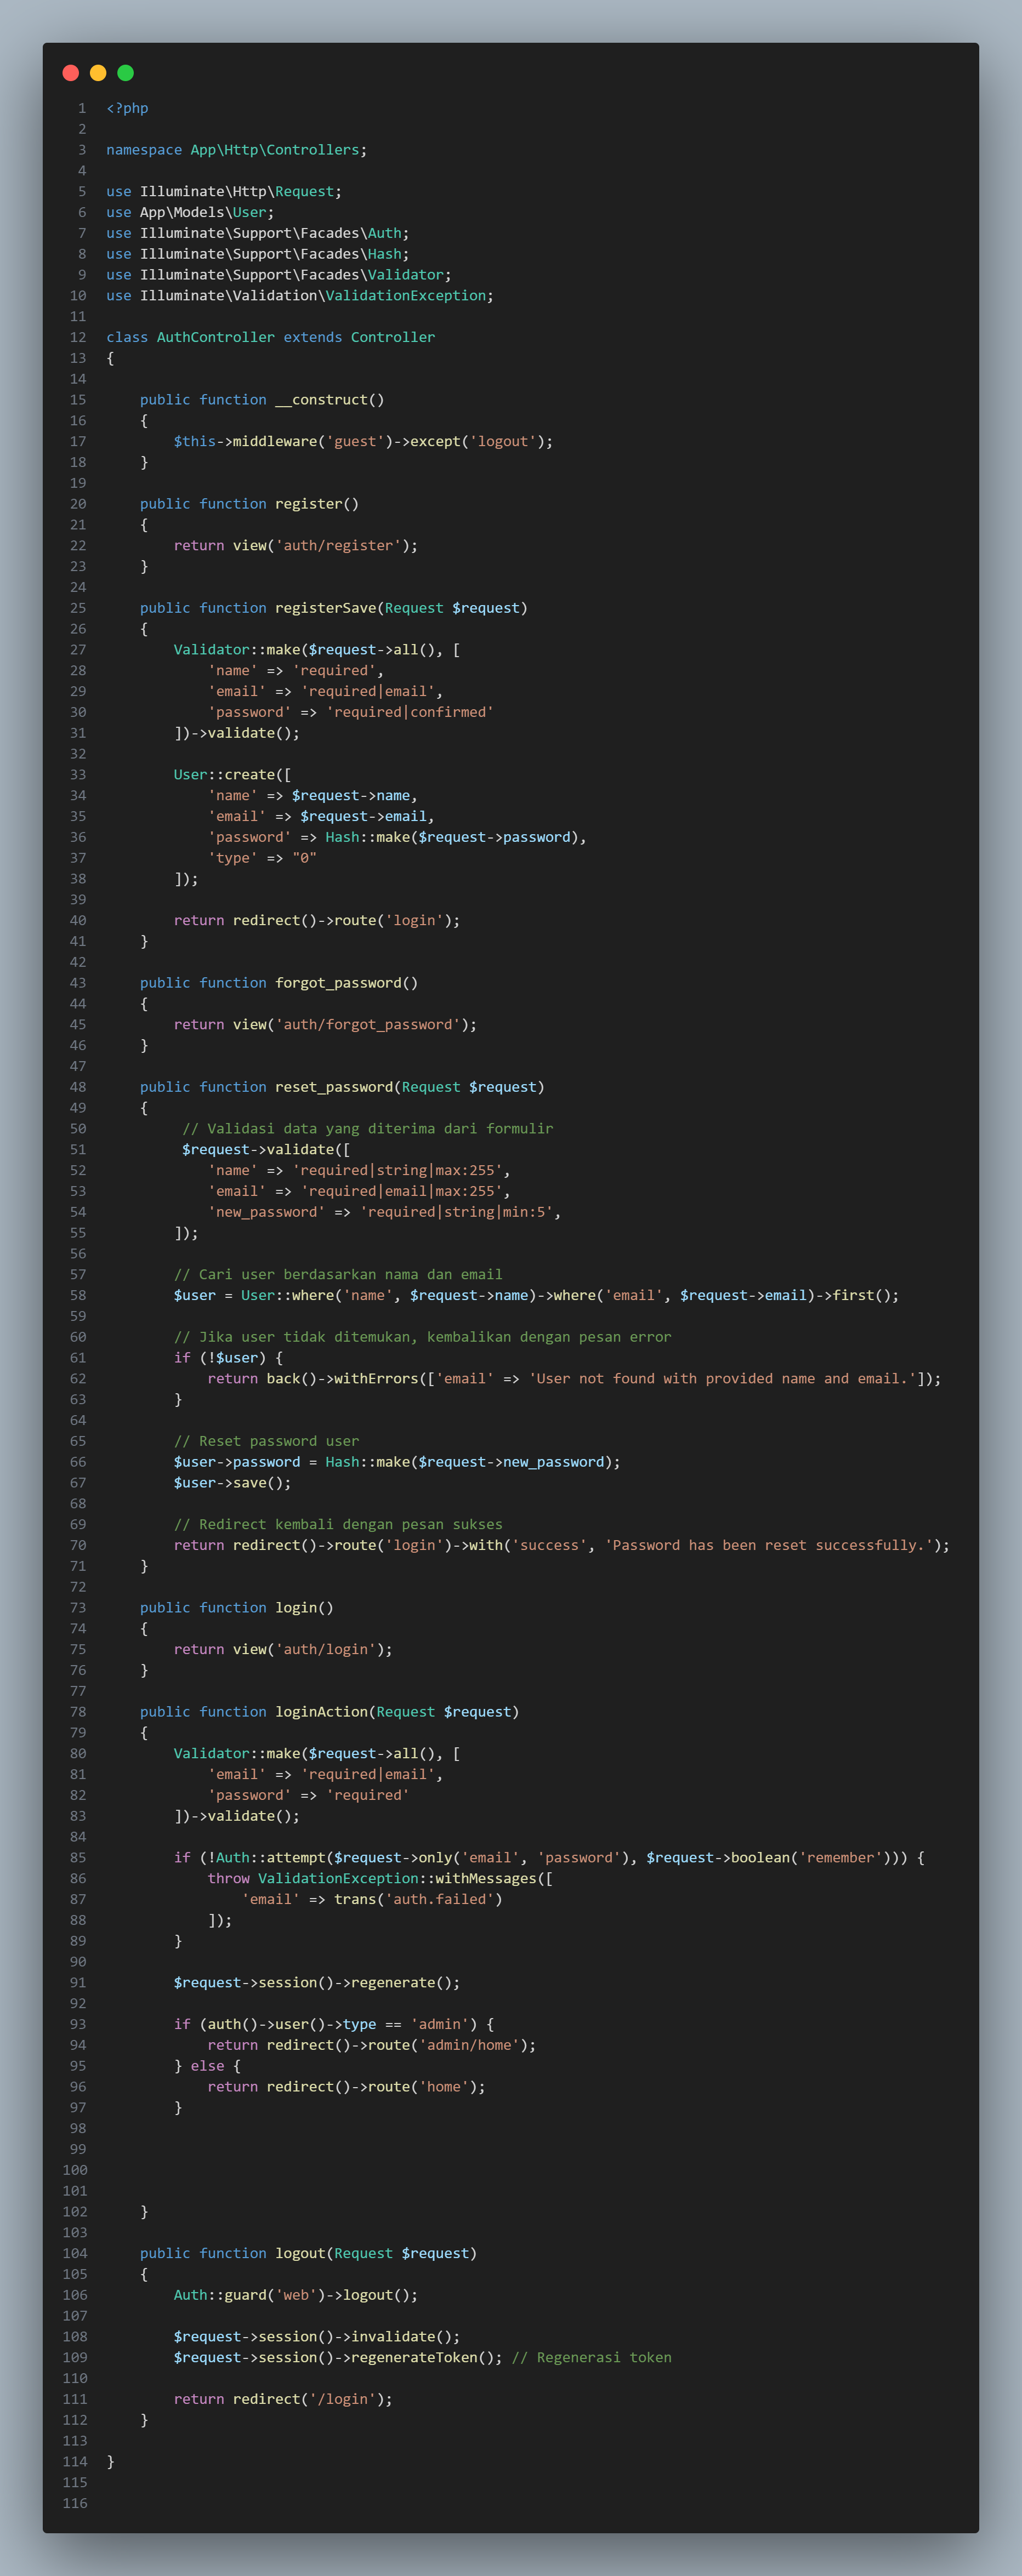 1 <?php
2
3 namespace App\Http\Controllers;
4
5 use Illuminate\Http\Request;
6 use App\Models\User;
7 use Illuminate\Support\Facades\Auth;
8 use Illuminate\Support\Facades\Hash;
9 use Illuminate\Support\Facades\Validator;
10 use Illuminate\Validation\ValidationException;
11
12 class AuthController extends Controller
13 {
14
15     public function __construct()
16     {
17         $this->middleware('guest')->except('logout');
18     }
19
20     public function register()
21     {
22         return view('auth/register');
23     }
24
25     public function registerSave(Request $request)
26     {
27         Validator::make($request->all(), [
28             'name' => 'required',
29             'email' => 'required|email',
30             'password' => 'required|confirmed'
31         ])->validate();
32
33         User::create([
34             'name' => $request->name,
35             'email' => $request->email,
36             'password' => Hash::make($request->password),
37             'type' => "0"
38         ]);
39
40         return redirect()->route('login');
41     }
42
43     public function forgot_password()
44     {
45         return view('auth/forgot_password');
46     }
47
48     public function reset_password(Request $request)
49     {
50          // Validasi data yang diterima dari formulir
51          $request->validate([
52             'name' => 'required|string|max:255',
53             'email' => 'required|email|max:255',
54             'new_password' => 'required|string|min:5',
55         ]);
56
57         // Cari user berdasarkan nama dan email
58         $user = User::where('name', $request->name)->where('email', $request->email)->first();
59
60         // Jika user tidak ditemukan, kembalikan dengan pesan error
61         if (!$user) {
62             return back()->withErrors(['email' => 'User not found with provided name and email.']);
63         }
64
65         // Reset password user
66         $user->password = Hash::make($request->new_password);
67         $user->save();
68
69         // Redirect kembali dengan pesan sukses
70         return redirect()->route('login')->with('success', 'Password has been reset successfully.');
71     }
72
73     public function login()
74     {
75         return view('auth/login');
76     }
77
78     public function loginAction(Request $request)
79     {
80         Validator::make($request->all(), [
81             'email' => 'required|email',
82             'password' => 'required'
83         ])->validate();
84
85         if (!Auth::attempt($request->only('email', 'password'), $request->boolean('remember'))) {
86             throw ValidationException::withMessages([
87                 'email' => trans('auth.failed')
88             ]);
89         }
90
91         $request->session()->regenerate();
92
93         if (auth()->user()->type == 'admin') {
94             return redirect()->route('admin/home');
95         } else {
96             return redirect()->route('home');
97         }
98
99
100
101
102     }
103
104     public function logout(Request $request)
105     {
106         Auth::guard('web')->logout();
107
108         $request->session()->invalidate();
109         $request->session()->regenerateToken(); // Regenerasi token
110
111         return redirect('/login');
112     }
113
114 }
115
116